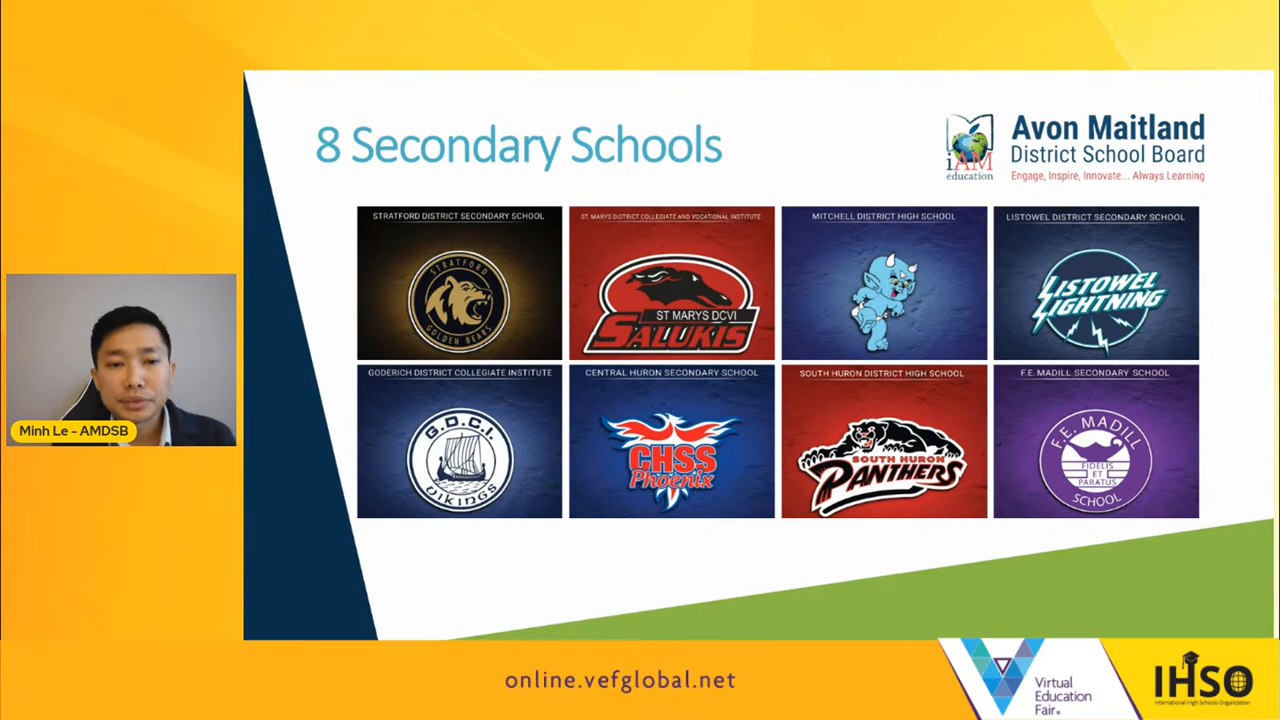 8 Secondary Schools
iAM
education
Avon Maitland
District School Board
Engage, Inspire, Innovate... Always Learning
STRATFORD DISTRICT SECONDARY SCHOOL
STRATFORD
GOLDEN BEARS
ST. MARYS DISTRICT COLLEGIATE AND VOCATIONAL INSTITUTE
ST MARYS DCVI
SALUKIS
MITCHELL DISTRICT HIGH SCHOOL
LISTOWEL DISTRICT SECONDARY SCHOOL
LISTOWEL
LIGHTNING
GODERICH DISTRICT COLLEGIATE INSTITUTE
G.D.C.I.
VIKINGS
CENTRAL HURON SECONDARY SCHOOL
CHSS
Phoenix
SOUTH HURON DISTRICT HIGH SCHOOL
SOUTH HURON
PANTHERS
F.E. MADILL SECONDARY SCHOOL
F.E. MADILL
FIDELIS
ET
PARATUS
SCHOOL
Minh Le - AMDSB
online.vefglobal.net
Virtual
Education
Fair®
IHSO
International High Schools Organization